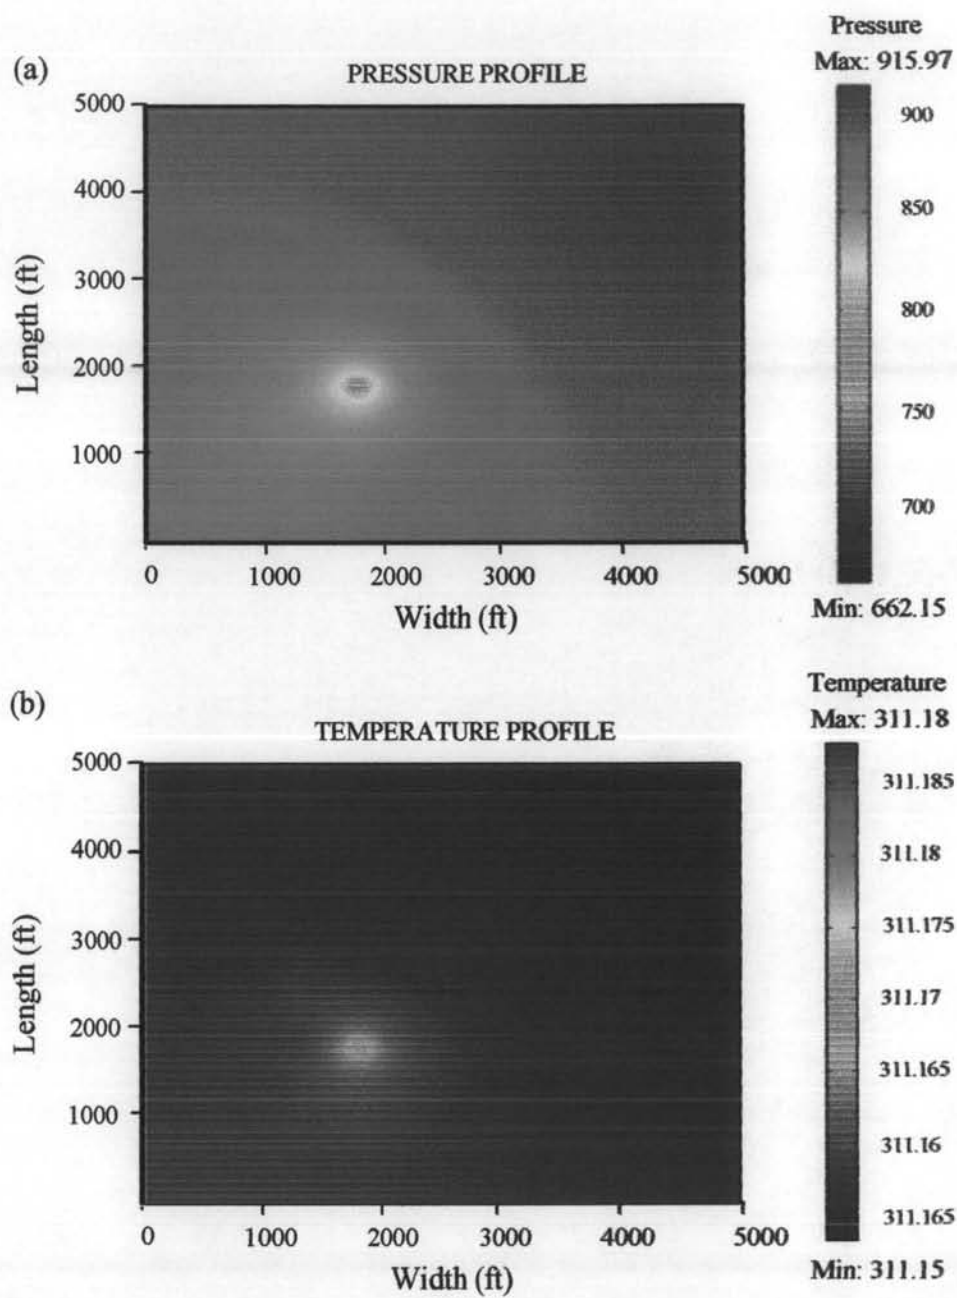 (a)
PRESSURE PROFILE
Pressure
Max: 915.97
5000
4000
3000
2000
1000
Length (ft)
0 1000 2000 3000 4000 5000
Width (ft)
900
850
800
750
700
Min: 662.15
(b)
TEMPERATURE PROFILE
Temperature
Max: 311.18
5000
4000
3000
2000
1000
Length (ft)
0 1000 2000 3000 4000 5000
Width (ft)
311.185
311.18
311.175
311.17
311.165
311.16
311.165
Min: 311.15